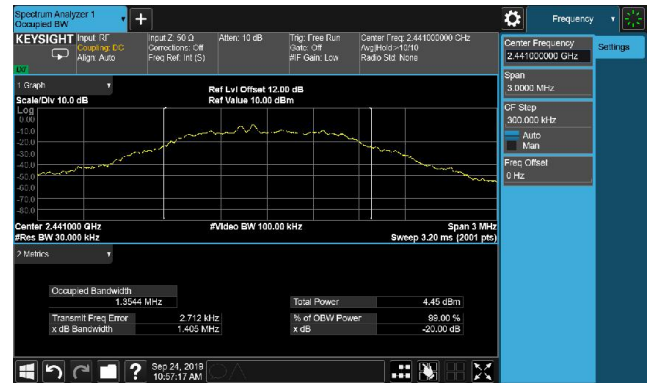 Spectrum Analyzer 1
Occupied BW
Frequency
KEYSIGHT
Input: RF
Coupling: DC
Align: Auto
Input Z: 50 Ω
Corrections: Off
Freq Ref: Int (S)
Atten: 10 dB
Trig: Free Run
Gate: Off
#IF Gain: Low
Center Freq: 2.441000000 GHz
Avg|Hold:>10/10
Radio Std: None
LXI
Center Frequency
2.441000000 GHz
Settings
Span
3.0000 MHz
CF Step
300.000 kHz
Auto
Man
Freq Offset
0 Hz
1 Graph
Scale/Div 10.0 dB
Ref Lvl Offset 12.00 dB
Ref Value 10.00 dBm
Log
0.00
-10.0
-20.0
-30.0
-40.0
-50.0
-60.0
-70.0
-80.0
Center 2.441000 GHz
#Res BW 30.000 kHz
#Video BW 100.00 kHz
Span 3 MHz
Sweep 3.20 ms (2001 pts)
2 Metrics
Occupied Bandwidth
1.3544 MHz
Total Power 4.45 dBm
Transmit Freq Error 2.712 kHz
% of OBW Power 99.00 %
x dB Bandwidth 1.405 MHz
x dB -20.00 dB
?
Sep 24, 2019
10:57:17 AM